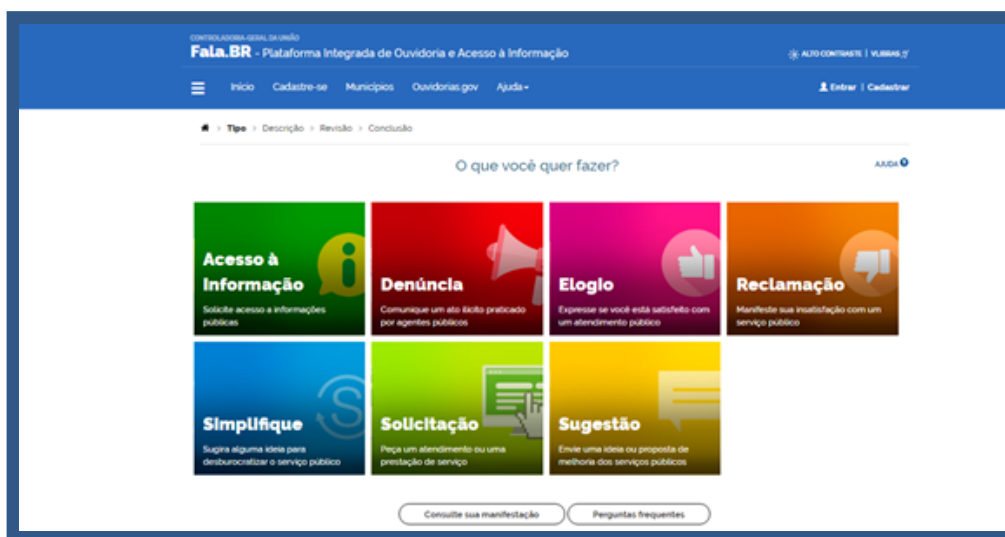 CONTROLADORIA-GERAL DA UNIÃO
Fala.BR - Plataforma Integrada de Ouvidoria e Acesso à Informação
ALTO CONTRASTE | VLIBRAS
Início Cadastre-se Municípios Ouvidorias.gov Ajuda
Entrar | Cadastrar
> Tipo > Descrição > Revisão > Conclusão
O que você quer fazer?
AJUDA
Acesso à
Informação
Solicite acesso a informações
públicas
Denúncia
Comunique um ato ilícito praticado
por agentes públicos
Elogio
Expresse se você está satisfeito com
um atendimento público
Reclamação
Manifeste sua insatisfação com um
serviço público
Simplifique
Sugira alguma ideia para
desburocratizar o serviço público
Solicitação
Peça um atendimento ou uma
prestação de serviço
Sugestão
Envie uma ideia ou proposta de
melhoria dos serviços públicos
Consulte sua manifestação
Perguntas frequentes